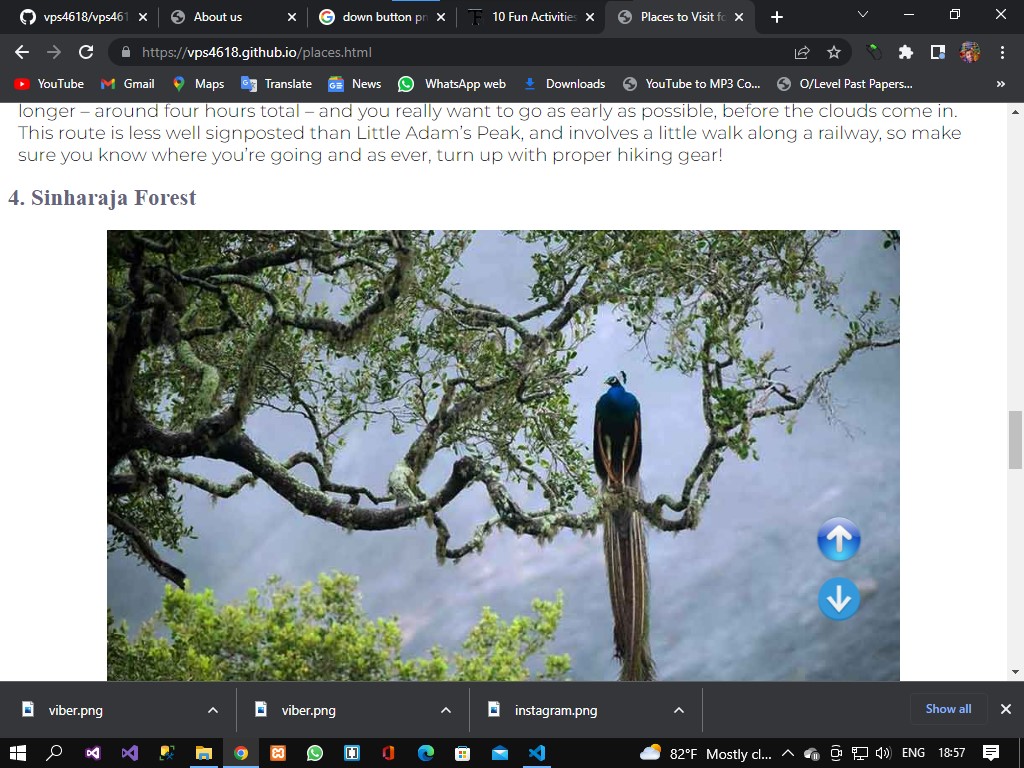 vps4618/vps461
About us
down button pn
10 Fun Activities
Places to Visit fo
https://vps4618.github.io/places.html
YouTube
Gmail
Maps
Translate
News
WhatsApp web
Downloads
YouTube to MP3 Co...
O/Level Past Papers...
»
longer – around four hours total – and you really want to go as early as possible, before the clouds come in.
This route is less well signposted than Little Adam’s Peak, and involves a little walk along a railway, so make
sure you know where you’re going and as ever, turn up with proper hiking gear!
4. Sinharaja Forest
viber.png
viber.png
instagram.png
Show all
82°F Mostly cl...
ENG
18:57